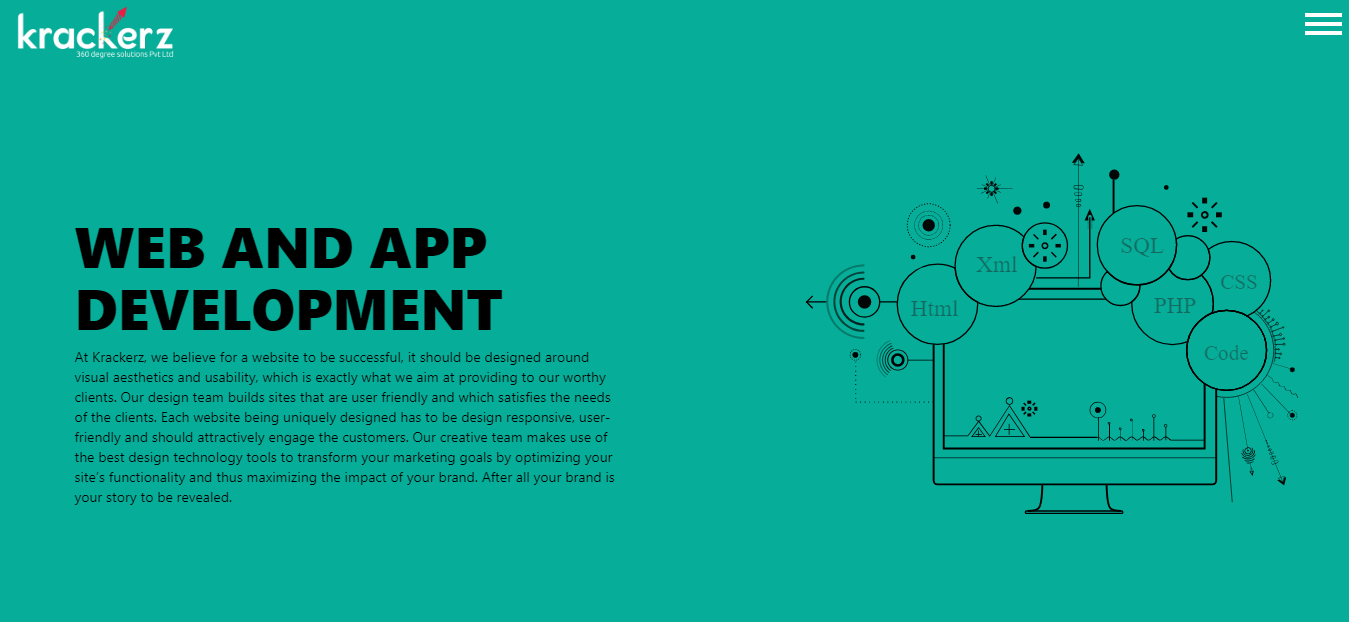 krackerz
360 degree solutions Pvt Ltd
WEB AND APP
DEVELOPMENT
At Krackerz, we believe for a website to be successful, it should be designed around
visual aesthetics and usability, which is exactly what we aim at providing to our worthy
clients. Our design team builds sites that are user friendly and which satisfies the needs
of the clients. Each website being uniquely designed has to be design responsive, user-
friendly and should attractively engage the customers. Our creative team makes use of
the best design technology tools to transform your marketing goals by optimizing your
site's functionality and thus maximizing the impact of your brand. After all your brand is
your story to be revealed.
Html
Xml
SQL
PHP
CSS
Code